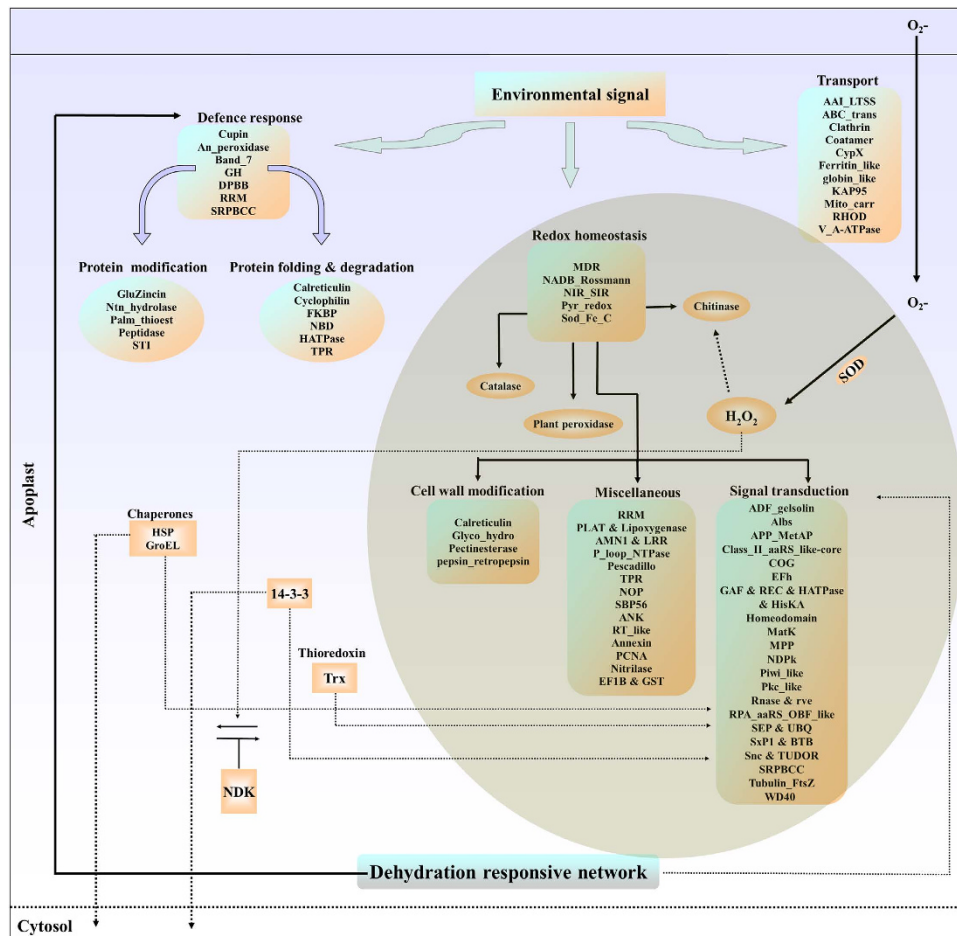 O₂-
Environmental signal
Transport
AAI_LTSS
ABC_trans
Clathrin
Coatamer
CypX
Ferritin_like
globin_like
KAP95
Mito_carr
RHOD
V_A-ATPase
Defence response
Cupin
An_peroxidase
Band_7
GH
DPBB
RRM
SRPBCC
Protein modification
GluZincin
Ntn_hydrolase
Palm_thioest
Peptidase
STI
Protein folding & degradation
Calreticulin
Cyclophilin
FKBP
NBD
HATPase
TPR
Redox homeostasis
MDR
NADB_Rossmann
NIR_SIR
Pyr_redox
Sod_Fe_C
Chitinase
O₂-
SOD
Catalase
Plant peroxidase
H₂O₂
Apoplast
Cell wall modification
Calreticulin
Glyco_hydro
Pectinesterase
pepsin_retropepsin
Miscellaneous
RRM
PLAT & Lipoxygenase
AMN1 & LRR
P_loop_NTPase
Pescadillo
TPR
NOP
SBP56
ANK
RT_like
Annexin
PCNA
Nitrilase
EF1B & GST
Signal transduction
ADF_gelsolin
Albs
APP_MetAP
Class_II_aaRS_like-core
COG
EFh
GAF & REC & HATPase
& HisKA
Homeodomain
MatK
MPP
NDPk
Piwi_like
Pkc_like
Rnase & rve
RPA_aaRS_OBF_like
SEP & UBQ
SxP1 & BTB
Snc & TUDOR
SRPBCC
Tubulin_FtsZ
WD40
Chaperones
HSP
GroEL
14-3-3
Thioredoxin
Trx
NDK
Dehydration responsive network
Cytosol